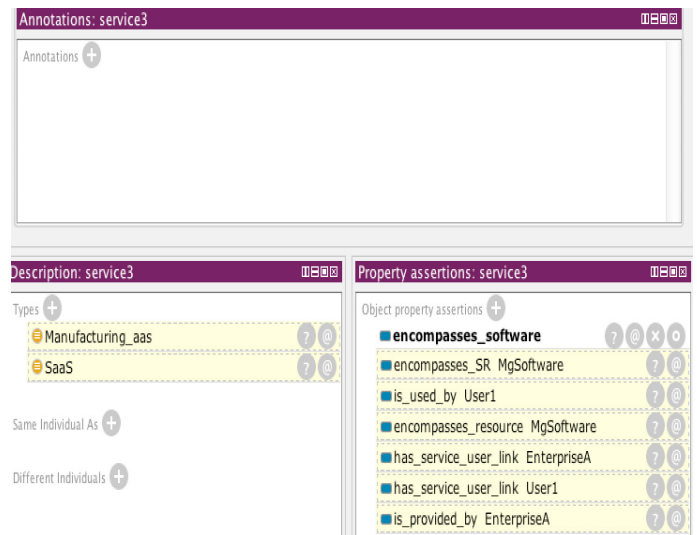 Annotations: service3
Annotations
Description: service3
Types
Manufacturing_aas
SaaS
Same Individual As
Different Individuals
Property assertions: service3
Object property assertions
encompasses_software
encompasses_SR MgSoftware
is_used_by User1
encompasses_resource MgSoftware
has_service_user_link EnterpriseA
has_service_user_link User1
is_provided_by EnterpriseA